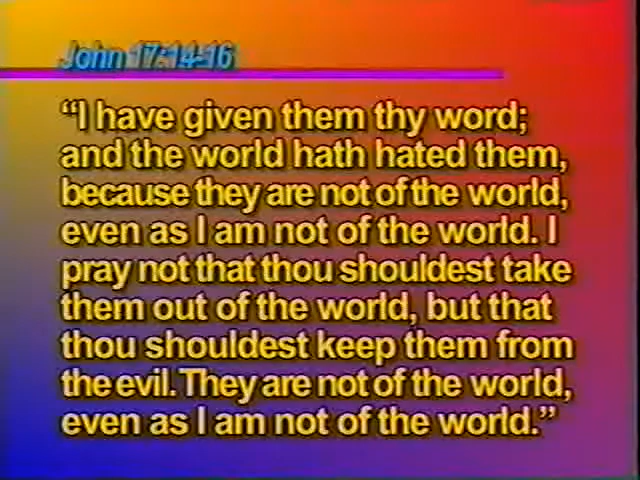 John 17:14-16
“I have given them thy word;
and the world hath hated them,
because they are not of the world,
even as I am not of the world. I
pray not that thou shouldest take
them out of the world, but that
thou shouldest keep them from
the evil. They are not of the world,
even as I am not of the world.”